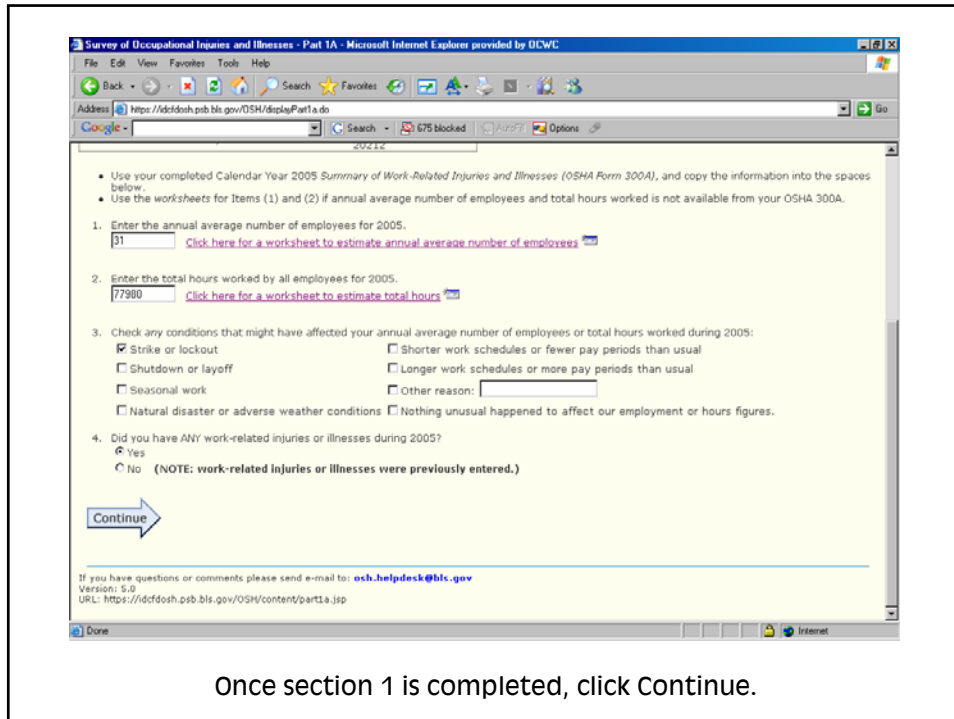 Survey of Occupational Injuries and Illnesses - Part 1A - Microsoft Internet Explorer provided by OCWC
File Edit View Favorites Tools Help
Back Search Favorites
Address https://idcfdosh.psb.bls.gov/OSH/displayPart1a.do Go
Google - Search 675 blocked AutoFill Options
20212
• Use your completed Calendar Year 2005 Summary of Work-Related Injuries and Illnesses (OSHA Form 300A), and copy the information into the spaces
below.
• Use the worksheets for Items (1) and (2) if annual average number of employees and total hours worked is not available from your OSHA 300A.
1. Enter the annual average number of employees for 2005.
31 Click here for a worksheet to estimate annual average number of employees
2. Enter the total hours worked by all employees for 2005.
77980 Click here for a worksheet to estimate total hours
3. Check any conditions that might have affected your annual average number of employees or total hours worked during 2005:
Strike or lockout Shorter work schedules or fewer pay periods than usual
Shutdown or layoff Longer work schedules or more pay periods than usual
Seasonal work Other reason:
Natural disaster or adverse weather conditions Nothing unusual happened to affect our employment or hours figures.
4. Did you have ANY work-related injuries or illnesses during 2005?
Yes
No (NOTE: work-related injuries or illnesses were previously entered.)
Continue
If you have questions or comments please send e-mail to: osh.helpdesk@bls.gov
Version: 5.0
URL: https://idcfdosh.psb.bls.gov/OSH/content/part1a.jsp
Done Internet
Once section 1 is completed, click Continue.